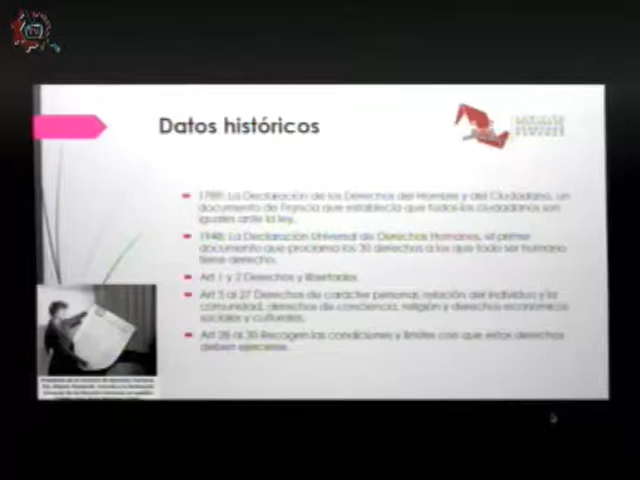 TV
Datos históricos
1789: La Declaración de los Derechos del Hombre y del Ciudadano, un
documento de Francia que establecía que todos los ciudadanos son
iguales ante la ley.
1948: La Declaración Universal de Derechos Humanos, el primer
documento que proclama los 30 derechos a los que todo ser humano
tiene derecho.
Art 1 y 2 Derechos y libertades
Art 3 al 27 Derechos de carácter personal, relación del individuo y la
comunidad, derechos de conciencia, religión y derechos económicos
sociales y culturales.
Art 28 al 30 Recogen las condiciones y límites con que estos derechos
deben ejercerse.